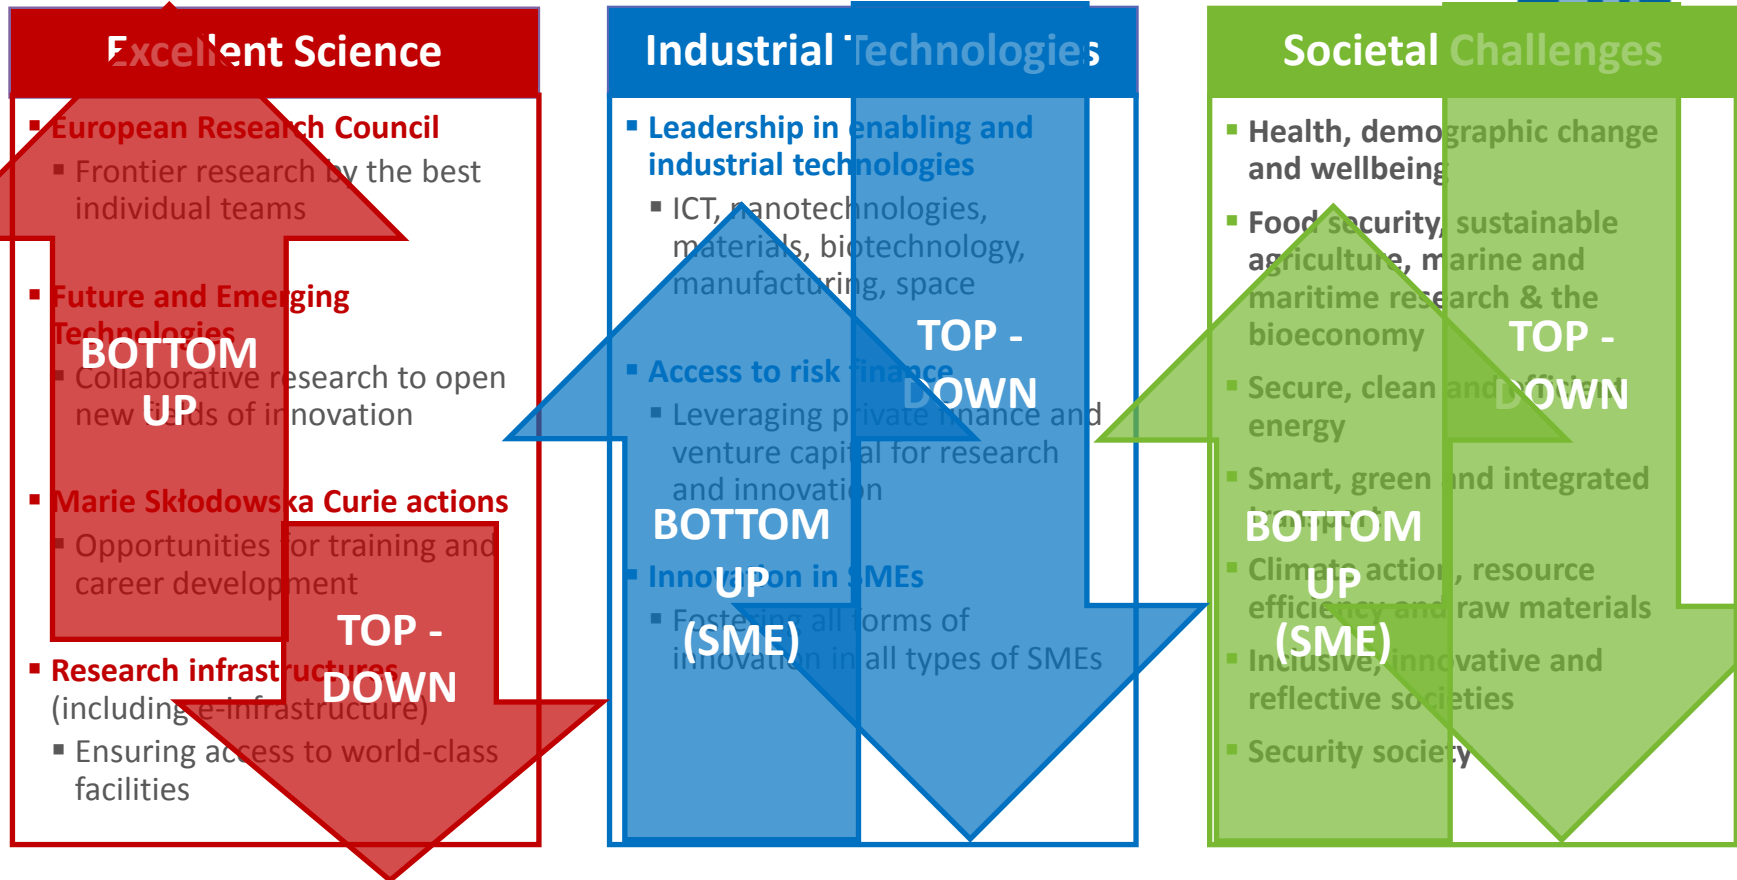 Excellent Science
European Research Council
Frontier research by the best
individual teams
Future and Emerging
Technologies
Collaborative research to open
new fields of innovation
Marie Skłodowska Curie actions
Opportunities for training and
career development
Research infrastructures
(including e-infrastructure)
Ensuring access to world-class
facilities
BOTTOM
UP
TOP -
DOWN
Industrial Technologies
Leadership in enabling and
industrial technologies
ICT, nanotechnologies,
materials, biotechnology,
manufacturing, space
Access to risk finance
Leveraging private finance and
venture capital for research
and innovation
Innovation in SMEs
Fostering all forms of
innovation in all types of SMEs
TOP -
DOWN
BOTTOM
UP
(SME)
Societal Challenges
Health, demographic change
and wellbeing
Food security, sustainable
agriculture, marine and
maritime research & the
bioeconomy
Secure, clean and efficient
energy
Smart, green and integrated
transport
Climate action, resource
efficiency and raw materials
Inclusive, innovative and
reflective societies
Security society
TOP -
DOWN
BOTTOM
UP
(SME)